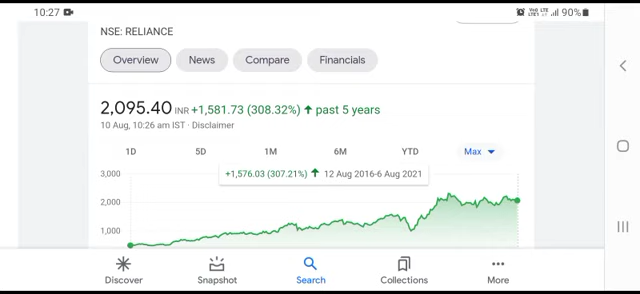 10:27 90%
NSE: RELIANCE
Overview News Compare Financials
2,095.40 INR +1,581.73 (308.32%) ↑ past 5 years
10 Aug, 10:26 am IST · Disclaimer
1D 5D 1M 6M YTD Max
+1,576.03 (307.21%) ↑ 12 Aug 2016-6 Aug 2021
3,000
2,000
1,000
Discover Snapshot Search Collections More